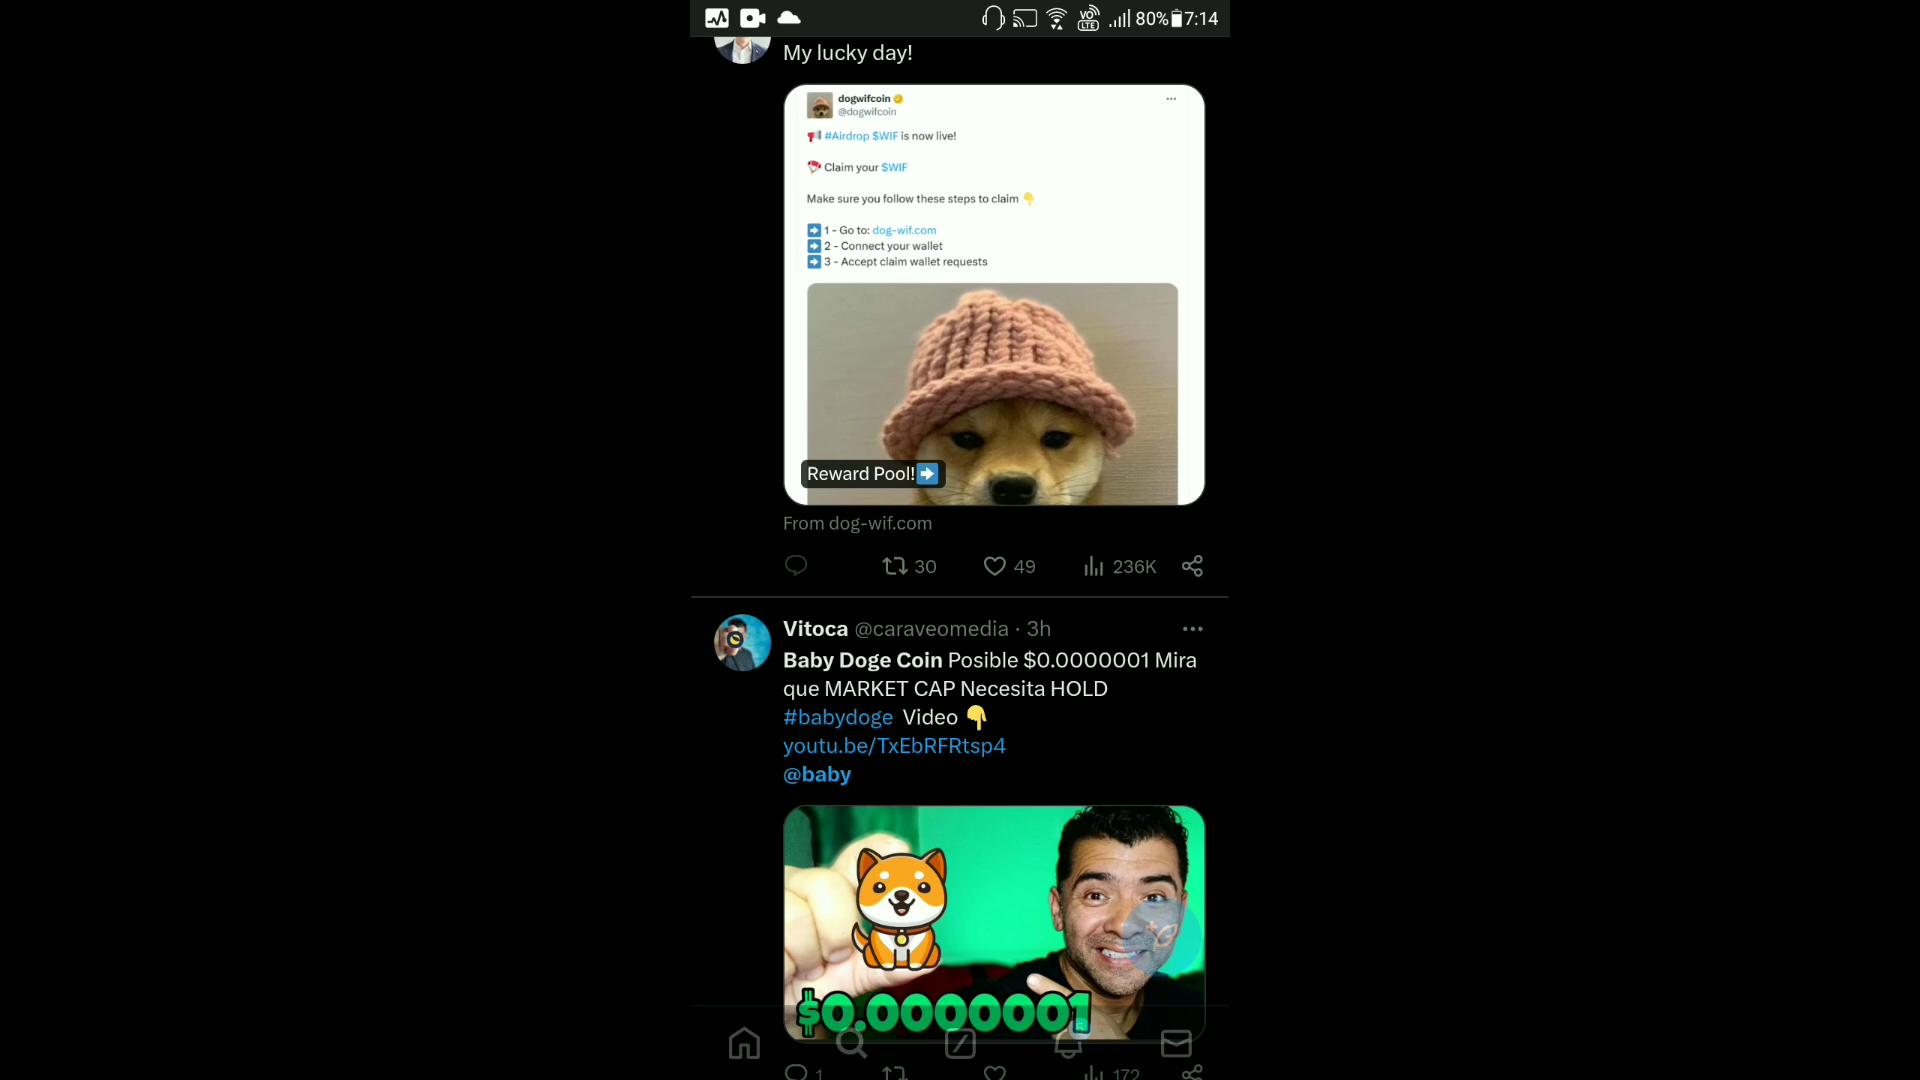 80% 7:14
My lucky day!
dogwifcoin
@dogwifcoin
#Airdrop $WIF is now live!
Claim your $WIF
Make sure you follow these steps to claim
1 - Go to: dog-wif.com
2 - Connect your wallet
3 - Accept claim wallet requests
Reward Pool!
From dog-wif.com
30 49 236K
Vitoca @caraveomedia · 3h
Baby Doge Coin Posible $0.0000001 Mira
que MARKET CAP Necesita HOLD
#babydoge Video
youtu.be/TxEbRFRtsp4
@baby
$0.0000001
1 172